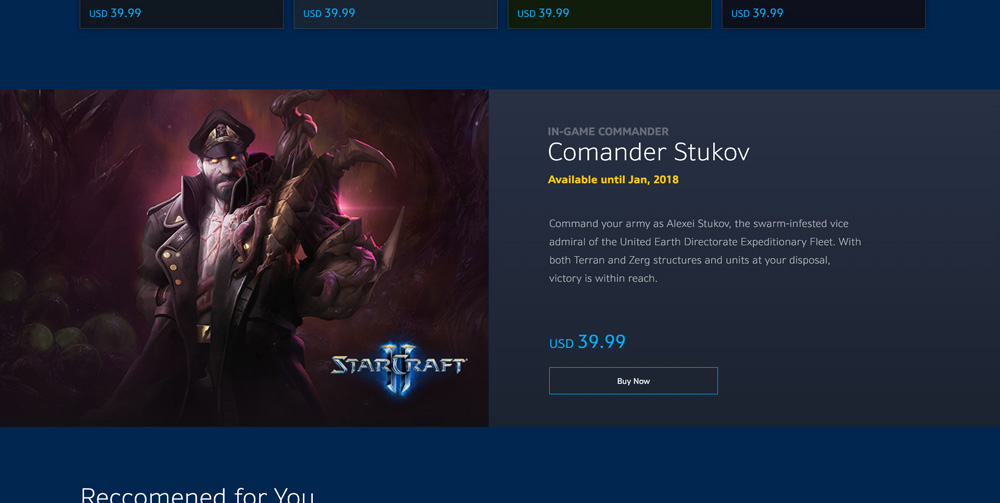 USD 39.99 USD 39.99 USD 39.99 USD 39.99
IN-GAME COMMANDER
Comander Stukov
Available until Jan, 2018
Command your army as Alexei Stukov, the swarm-infested vice
admiral of the United Earth Directorate Expeditionary Fleet. With
both Terran and Zerg structures and units at your disposal,
victory is within reach.
STARCRAFT
II
USD 39.99
Buy Now
Reccomened for You